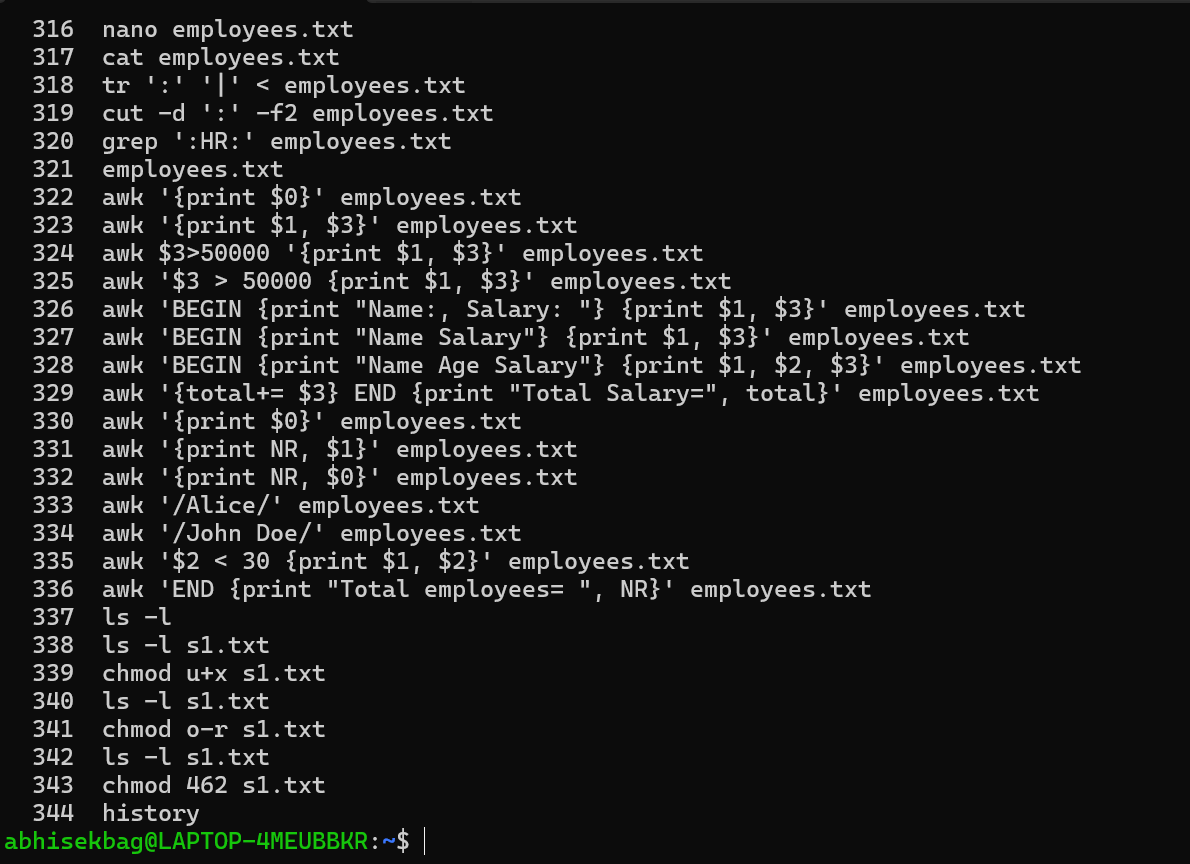 316 nano employees.txt
317 cat employees.txt
318 tr ':' '|' < employees.txt
319 cut -d ':' -f2 employees.txt
320 grep ':HR:' employees.txt
321 employees.txt
322 awk '{print $0}' employees.txt
323 awk '{print $1, $3}' employees.txt
324 awk $3>50000 '{print $1, $3}' employees.txt
325 awk '$3 > 50000 {print $1, $3}' employees.txt
326 awk 'BEGIN {print "Name:, Salary: "} {print $1, $3}' employees.txt
327 awk 'BEGIN {print "Name Salary"} {print $1, $3}' employees.txt
328 awk 'BEGIN {print "Name Age Salary"} {print $1, $2, $3}' employees.txt
329 awk '{total+= $3} END {print "Total Salary=", total}' employees.txt
330 awk '{print $0}' employees.txt
331 awk '{print NR, $1}' employees.txt
332 awk '{print NR, $0}' employees.txt
333 awk '/Alice/' employees.txt
334 awk '/John Doe/' employees.txt
335 awk '$2 < 30 {print $1, $2}' employees.txt
336 awk 'END {print "Total employees= ", NR}' employees.txt
337 ls -l
338 ls -l s1.txt
339 chmod u+x s1.txt
340 ls -l s1.txt
341 chmod o-r s1.txt
342 ls -l s1.txt
343 chmod 462 s1.txt
344 history
abhisekbag@LAPTOP-4MEUBBKR:~$